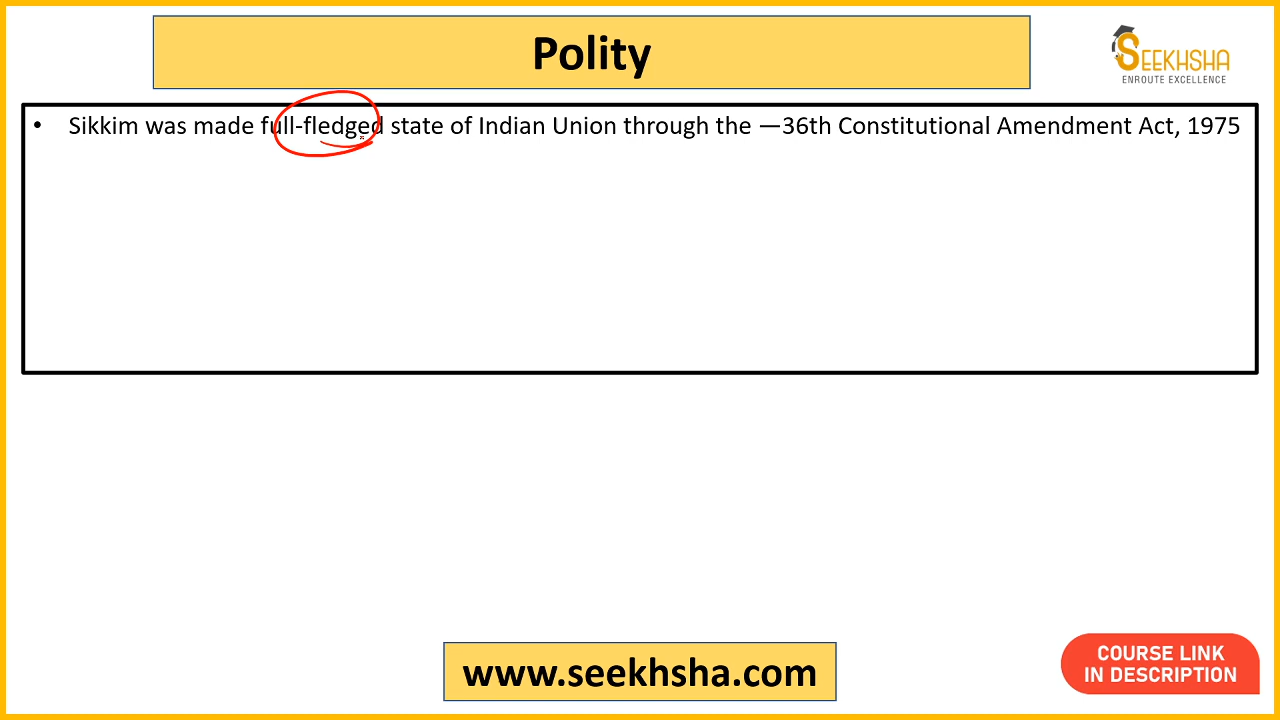 Polity
SEEKHSHA
ENROUTE EXCELLENCE
• Sikkim was made full-fledged state of Indian Union through the —36th Constitutional Amendment Act, 1975
www.seekhsha.com
COURSE LINK
IN DESCRIPTION